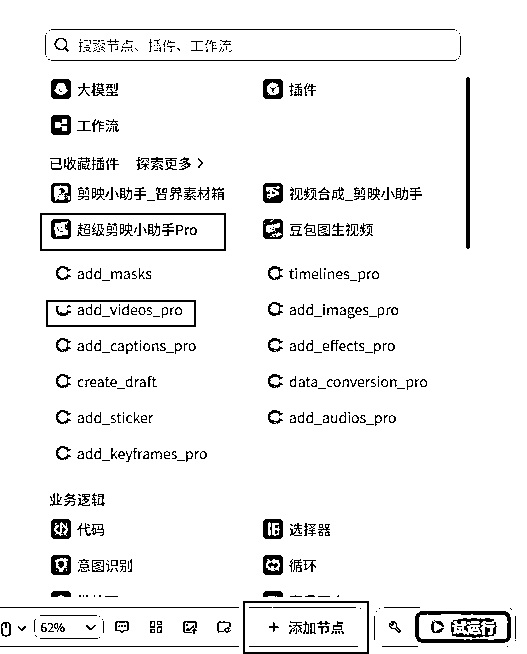 搜索节点、插件、工作流
大模型 插件
工作流
已收藏插件 探索更多 >
剪映小助手_智界素材箱 视频合成_剪映小助手
超级剪映小助手Pro 豆包图生视频
add_masks timelines_pro
add_videos_pro add_images_pro
add_captions_pro add_effects_pro
create_draft data_conversion_pro
add_sticker add_audios_pro
add_keyframes_pro
业务逻辑
代码 选择器
意图识别 循环
62% + 添加节点 试运行